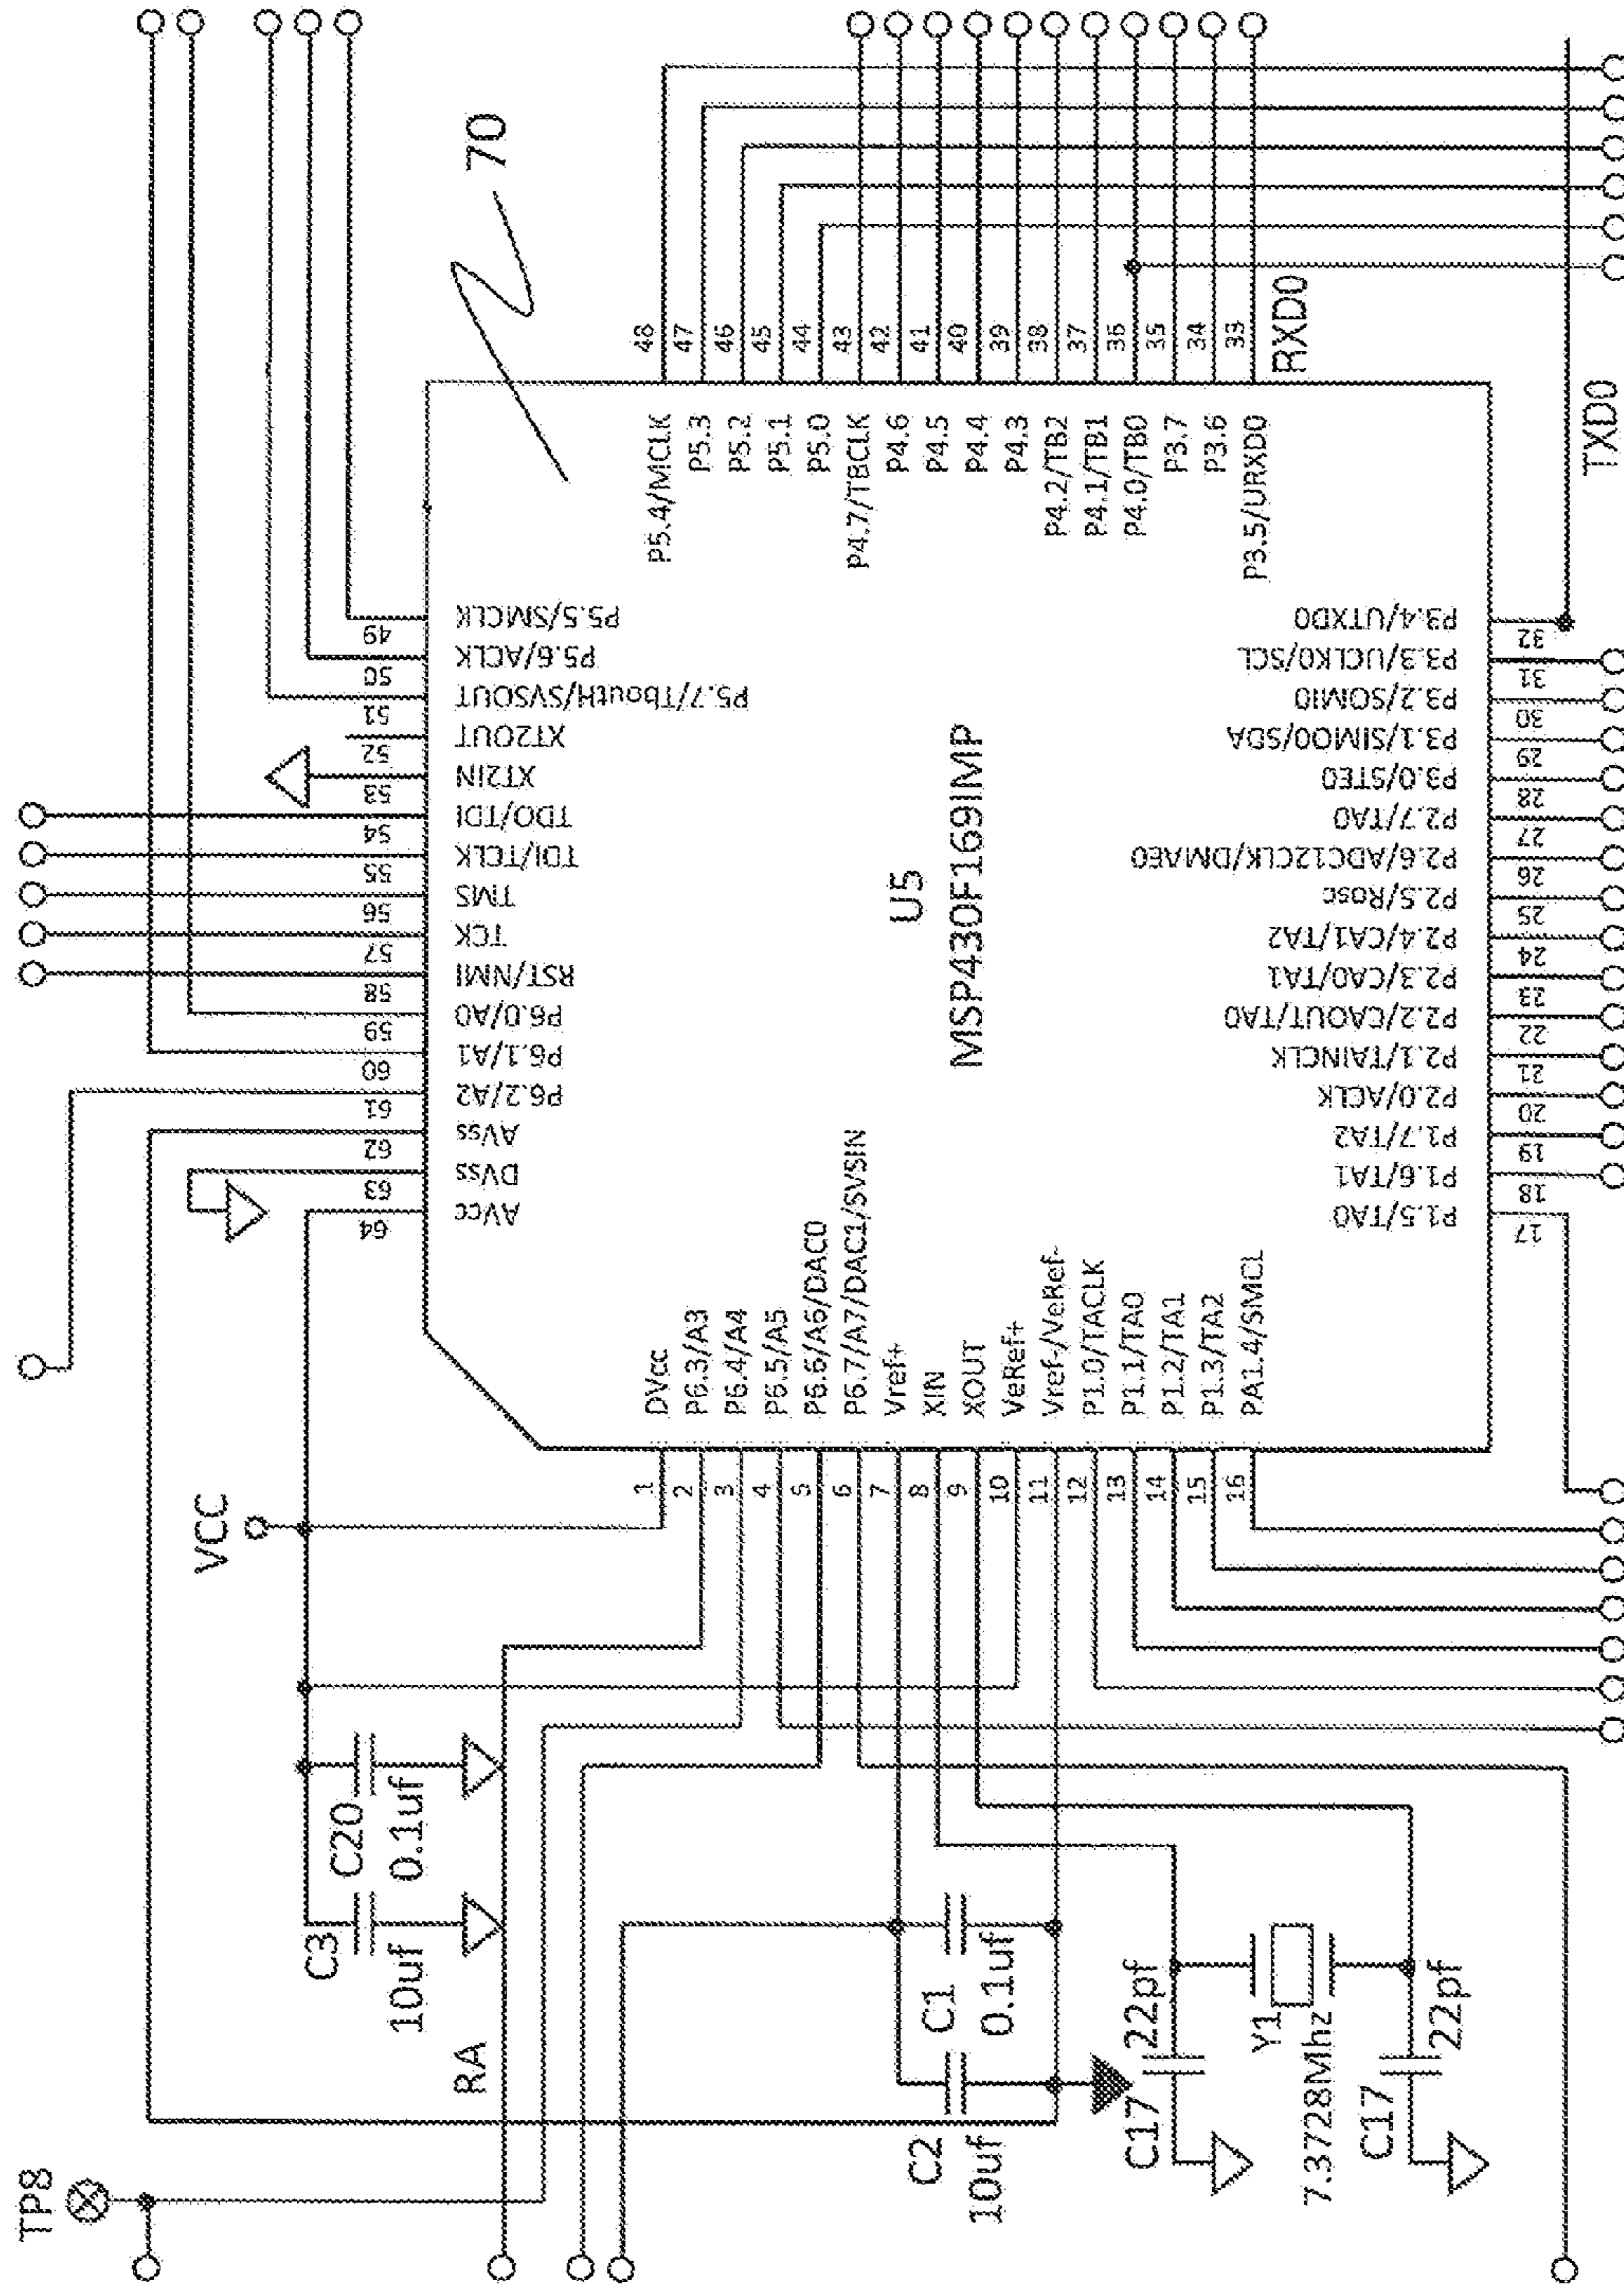 TP8
VCC
70
C20
0.1uf
C3
10uf
RA
C1
0.1uf
C2
10uf
C17
22pf
Y1
7.3728Mhz
C17
22pf
U5
MSP430F169IMP
RXD0
TXD0
1 DVcc
2 P6.3/A3
3 P6.4/A4
4 P6.5/A5
5 P6.6/A6/DAC0
6 P6.7/A7/DAC1/SVSIN
7 Vref+
8 XIN
9 XOUT
10 VeRef+
11 Vref-/VeRef-
12 P1.0/TACLK
13 P1.1/TA0
14 P1.2/TA1
15 P1.3/TA2
16 PA1.4/SMCL
17 P1.5/TA0
18 P1.6/TA1
19 P1.7/TA2
20 P2.0/ACLK
21 P2.1/TAINCLK
22 P2.2/CAOUT/TA0
23 P2.3/CA0/TA1
24 P2.4/CA1/TA2
25 P2.5/Rosc
26 P2.6/ADC12CLK/DMAE0
27 P2.7/TA0
28 P3.0/STE0
29 P3.1/SIMO0/SDA
30 P3.2/SOMI0
31 P3.3/UCLK0/SCL
32 P3.4/UTXD0
33 P3.5/URXD0
34 P3.6
35 P3.7
36 P4.0/TB0
37 P4.1/TB1
38 P4.2/TB2
39 P4.3
40 P4.4
41 P4.5
42 P4.6
43 P4.7/TBCLK
44 P5.0
45 P5.1
46 P5.2
47 P5.3
48 P5.4/MCLK
49 P5.5/SMCLK
50 P5.6/ACLK
51 P5.7/TboutH/SVSOUT
52 XT2OUT
53 XT2IN
54 TDO/TDI
55 TDI/TCLK
56 TMS
57 TCK
58 RST/NMI
59 P6.0/A0
60 P6.1/A1
61 P6.2/A2
62 AVss
63 DVss
64 AVcc